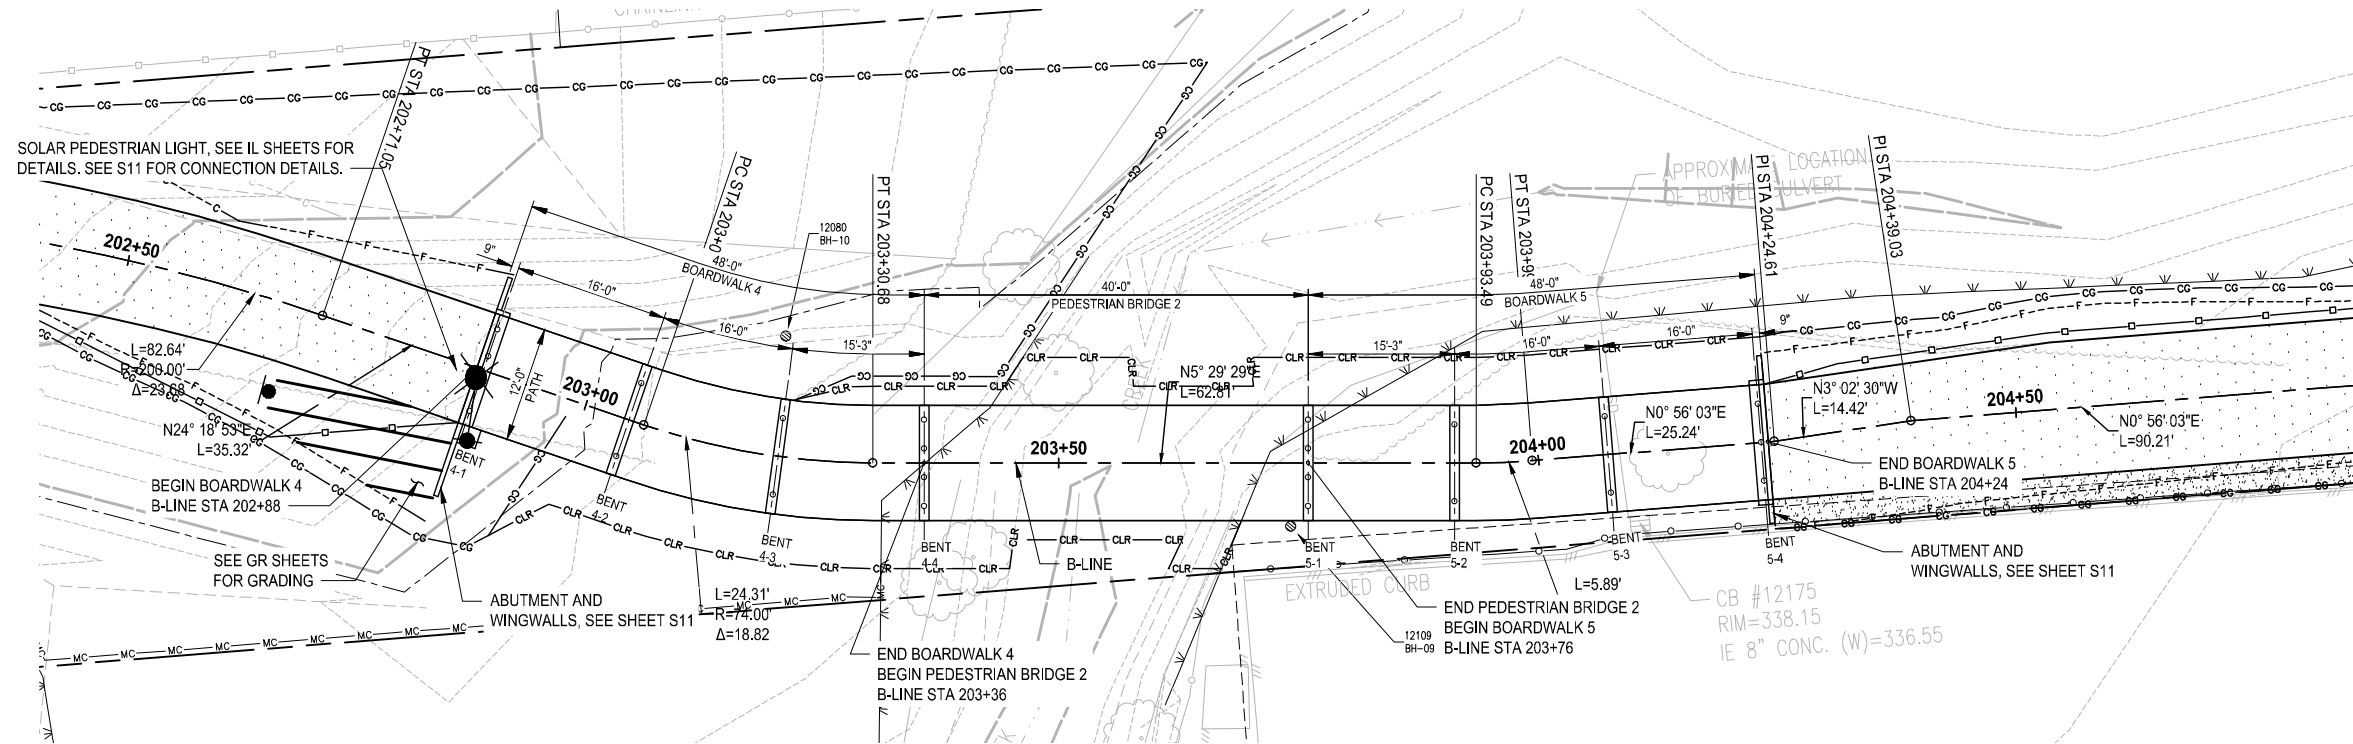 CHAINLINK
PT STA 202+71.05
SOLAR PEDESTRIAN LIGHT, SEE IL SHEETS FOR
DETAILS. SEE S11 FOR CONNECTION DETAILS.
202+50
L=82.64'
R=200.00'
Δ=23.68
N24° 18' 53"E
L=35.32'
BEGIN BOARDWALK 4
B-LINE STA 202+88
SEE GR SHEETS
FOR GRADING
ABUTMENT AND
WINGWALLS, SEE SHEET S11
BENT
4-1
9"
48'-0"
BOARDWALK 4
16'-0"
16'-0"
15'-3"
12'-0"
PATH
203+00
BENT
4-2
PC STA 203+0
12080
BH-10
BENT
4-3
L=24.31'
R=74.00'
Δ=18.82
PT STA 203+30.68
BENT
4-4
END BOARDWALK 4
BEGIN PEDESTRIAN BRIDGE 2
B-LINE STA 203+36
40'-0"
PEDESTRIAN BRIDGE 2
203+50
B-LINE
N5° 29' 29"E
L=62.81'
BENT
5-1
12109
BH-09
END PEDESTRIAN BRIDGE 2
BEGIN BOARDWALK 5
B-LINE STA 203+76
EXTRUDED CURB
15'-3"
PC STA 203+93.49
PT STA 203+99
48'-0"
BOARDWALK 5
16'-0"
16'-0"
9"
204+00
BENT
5-2
L=5.89'
BENT
5-3
N0° 56' 03"E
L=25.24'
APPROXIMATE LOCATION
OF BURIED CULVERT
PI STA 204+24.61
PI STA 204+39.03
N3° 02' 30"W
L=14.42'
204+50
N0° 56' 03"E
L=90.21'
END BOARDWALK 5
B-LINE STA 204+24
BENT
5-4
ABUTMENT AND
WINGWALLS, SEE SHEET S11
CB #12175
RIM=338.15
IE 8" CONC. (W)=336.55